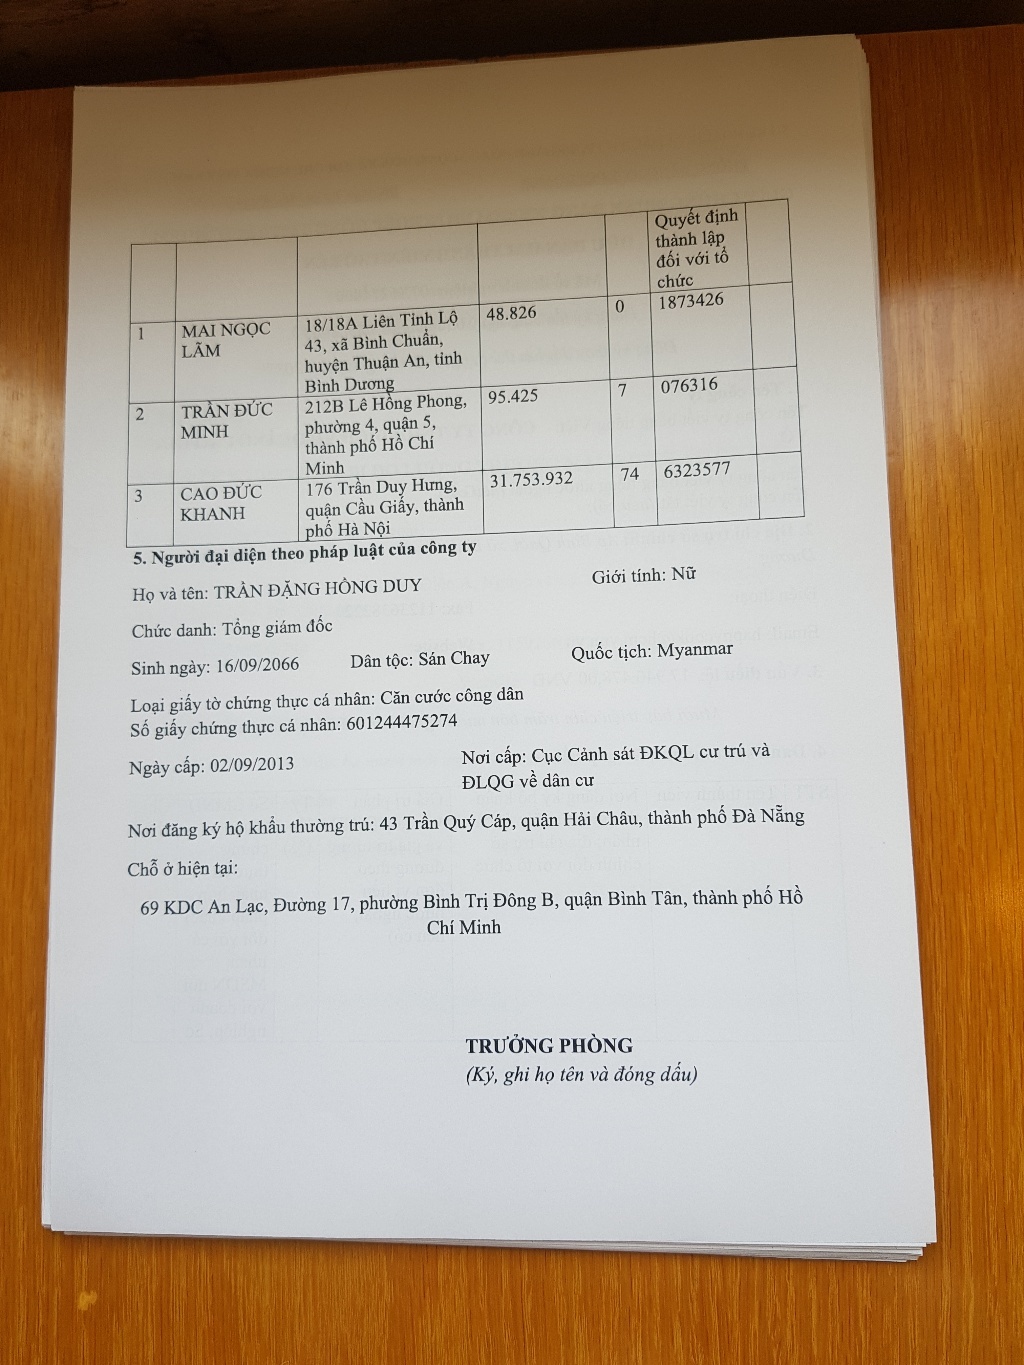 Quyết định
thành lập
đối với tổ
chức
1 MAI NGỌC LÃM 18/18A Liên Tỉnh Lộ 43, xã Bình Chuẩn, huyện Thuận An, tỉnh Bình Dương 48.826 0 1873426
2 TRẦN ĐỨC MINH 212B Lê Hồng Phong, phường 4, quận 5, thành phố Hồ Chí Minh 95.425 7 076316
3 CAO ĐỨC KHANH 176 Trần Duy Hưng, quận Cầu Giấy, thành phố Hà Nội 31.753.932 74 6323577
5. Người đại diện theo pháp luật của công ty
Họ và tên: TRẦN ĐẶNG HỒNG DUY Giới tính: Nữ
Chức danh: Tổng giám đốc
Sinh ngày: 16/09/2066 Dân tộc: Sán Chay Quốc tịch: Myanmar
Loại giấy tờ chứng thực cá nhân: Căn cước công dân
Số giấy chứng thực cá nhân: 601244475274
Ngày cấp: 02/09/2013 Nơi cấp: Cục Cảnh sát ĐKQL cư trú và
ĐLQG về dân cư
Nơi đăng ký hộ khẩu thường trú: 43 Trần Quý Cáp, quận Hải Châu, thành phố Đà Nẵng
Chỗ ở hiện tại:
69 KDC An Lạc, Đường 17, phường Bình Trị Đông B, quận Bình Tân, thành phố Hồ
Chí Minh
TRƯỞNG PHÒNG
(Ký, ghi họ tên và đóng dấu)